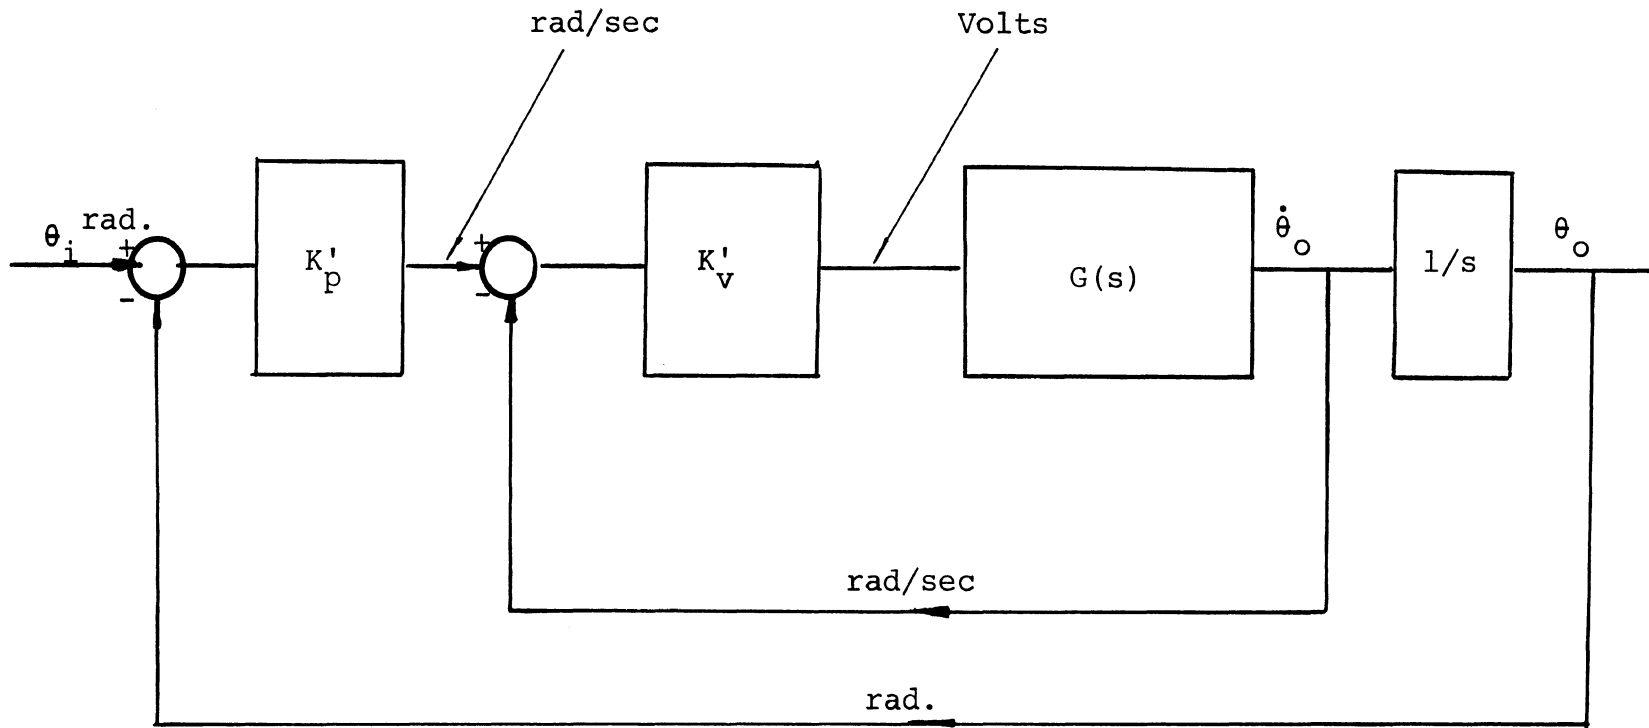 rad/sec
Volts
θi
rad.
+
-
K'p
+
-
K'v
G(s)
θ̇o
1/s
θo
rad/sec
rad.